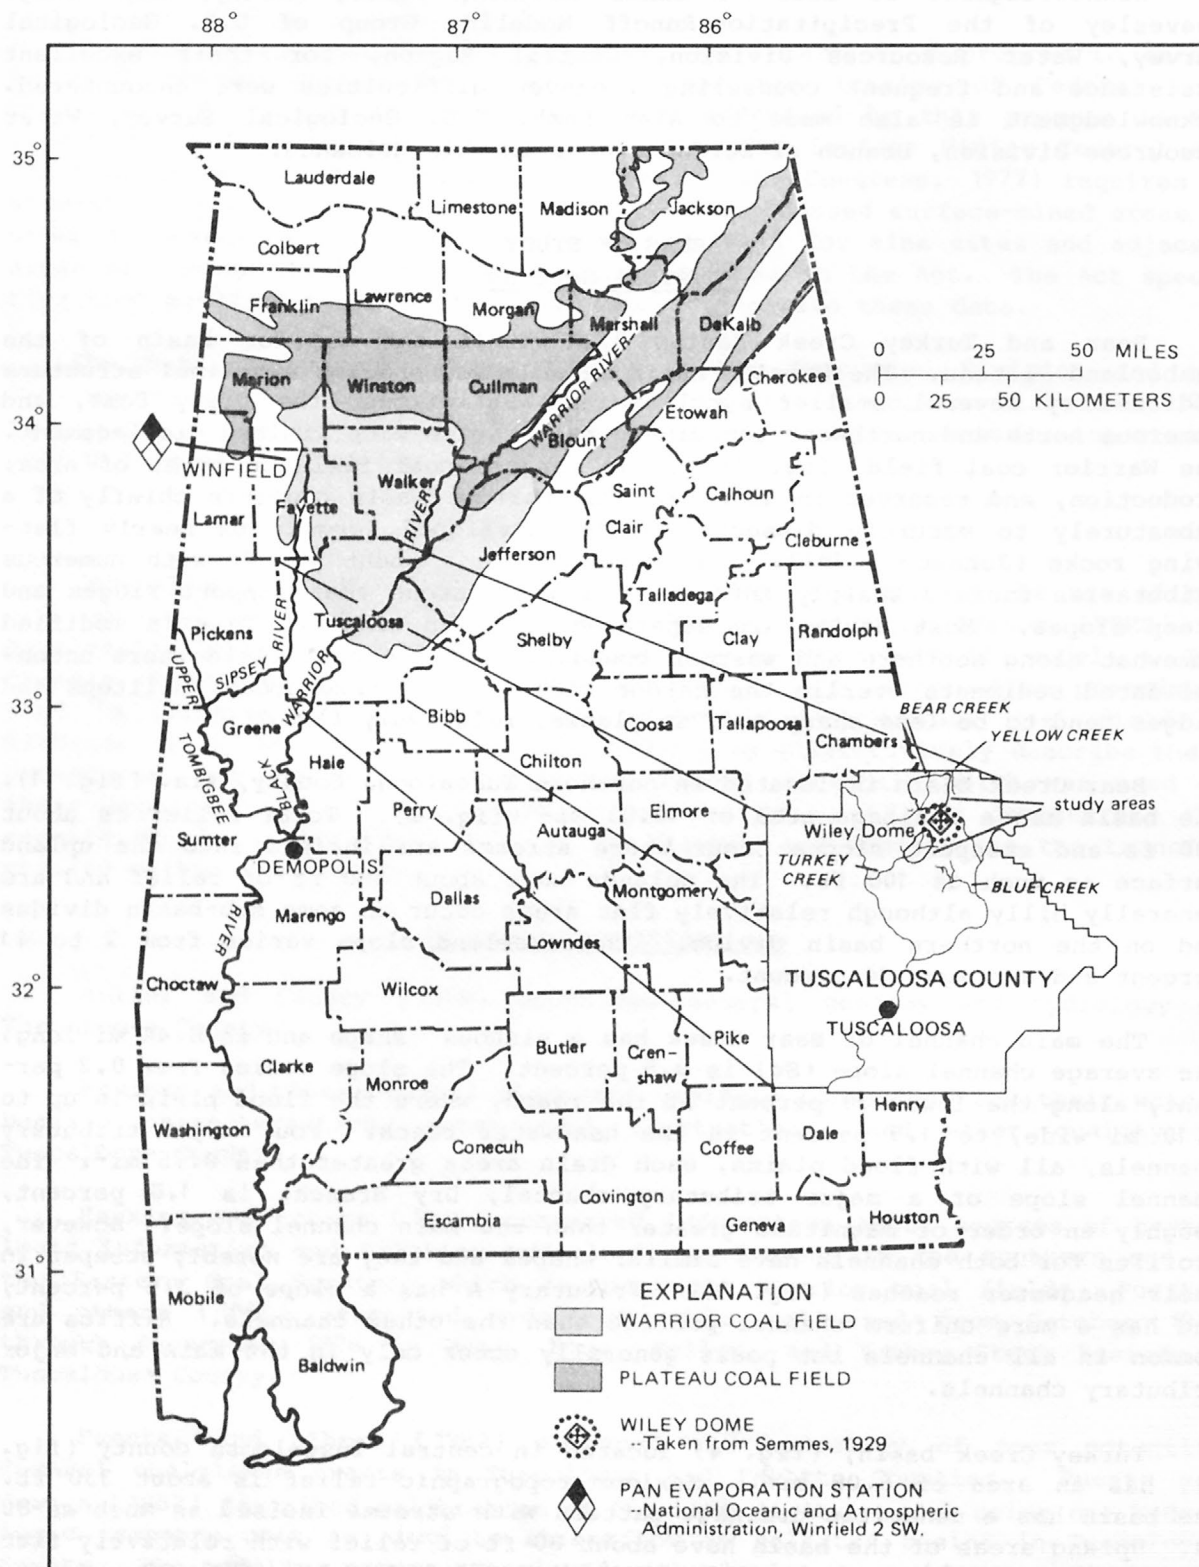 88°
87°
86°
35°
34°
33°
32°
31°
Lauderdale
Limestone
Madison
Jackson
Colbert
Franklin
Lawrence
Morgan
Marshall
DeKalb
Marion
Winston
Cullman
WARRIOR RIVER
Cherokee
Etowah
Blount
0 25 50 MILES
0 25 50 KILOMETERS
WINFIELD
Walker
RIVER
Saint
Clair
Calhoun
Lamar
Fayette
Jefferson
Cleburne
Talladega
Pickens
SIPSEY RIVER
Tuscaloosa
Shelby
Clay
Randolph
UPPER TOMBIGBEE RIVER
BLACK WARRIOR
Greene
Bibb
Coosa
Tallapoosa
Chambers
BEAR CREEK
YELLOW CREEK
Hale
Chilton
Perry
Elmore
Autauga
Sumter
DEMOPOLIS
study areas
Wiley Dome
TURKEY
CREEK
BLUE CREEK
Marengo
Dallas
Montgomery
Lowndes
Choctaw
Wilcox
TUSCALOOSA COUNTY
TUSCALOOSA
Clarke
Monroe
Butler
Cren-
shaw
Pike
Washington
Conecuh
Coffee
Dale
Henry
Covington
Escambia
Geneva
Houston
Mobile
Baldwin
EXPLANATION
WARRIOR COAL FIELD
PLATEAU COAL FIELD
WILEY DOME
--Taken from Semmes, 1929
PAN EVAPORATION STATION
--National Oceanic and Atmospheric
Administration, Winfield 2 SW.